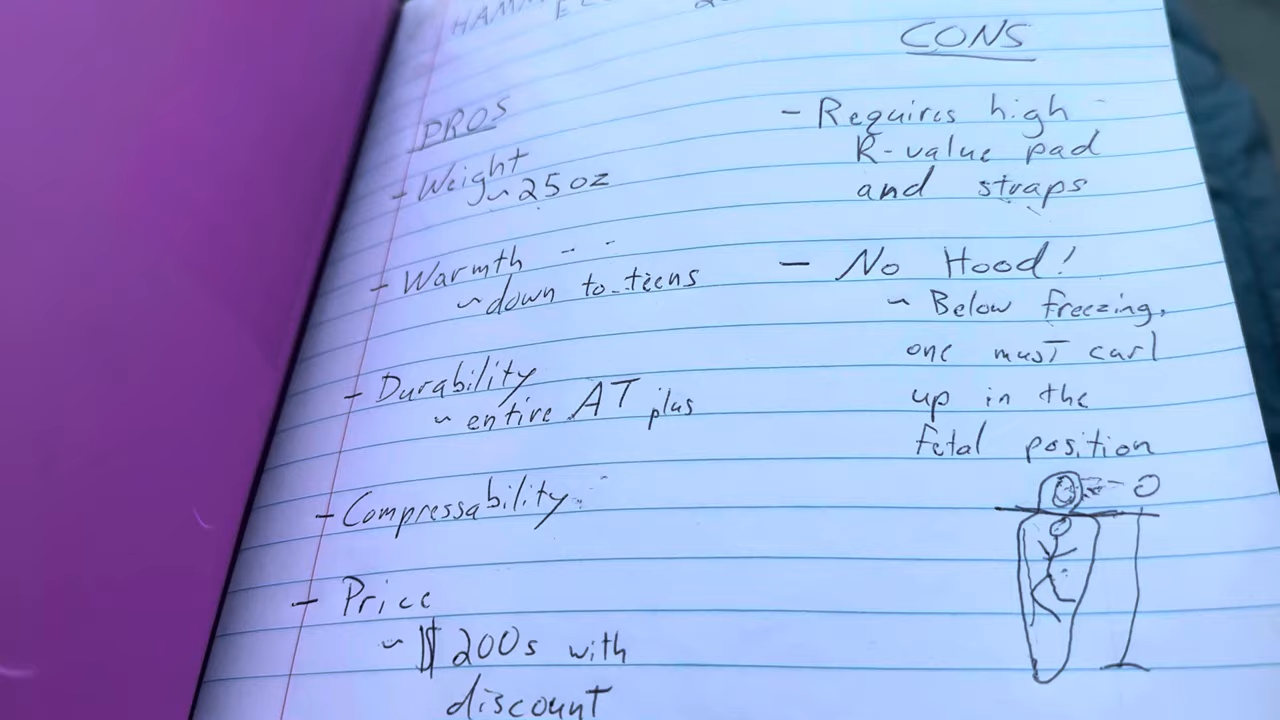 PROS
- Weight
~25oz
- Warmth
~down to teens
- Durability
~ entire AT plus
- Compressability
- Price
~ $200s with
discount
CONS
- Requires high
R-value pad
and straps
- No Hood!
~ Below freezing,
one must curl
up in the
fetal position